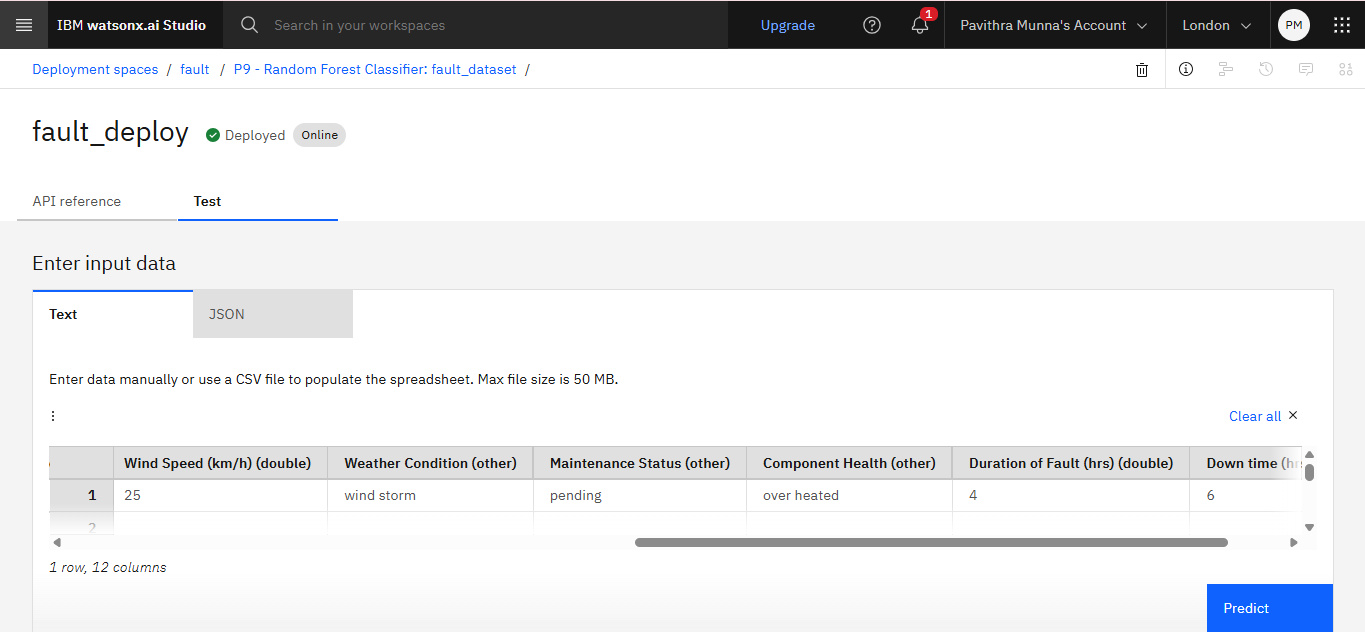 IBM watsonx.ai Studio Search in your workspaces Upgrade 1 Pavithra Munna's Account London PM
Deployment spaces / fault / P9 - Random Forest Classifier: fault_dataset /
fault_deploy Deployed Online
API reference Test
Enter input data
Text JSON
Enter data manually or use a CSV file to populate the spreadsheet. Max file size is 50 MB.
Clear all
Wind Speed (km/h) (double) Weather Condition (other) Maintenance Status (other) Component Health (other) Duration of Fault (hrs) (double) Down time (hrs
1 25 wind storm pending over heated 4 6
2
1 row, 12 columns
Predict